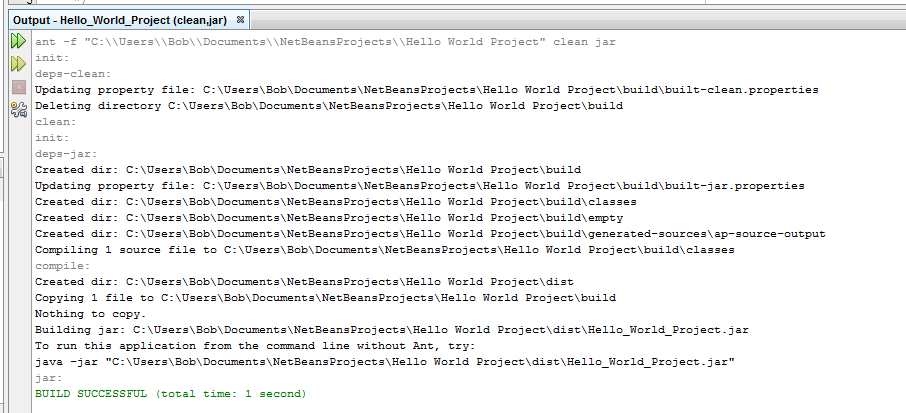 Output - Hello_World_Project (clean,jar)
ant -f "C:\\Users\\Bob\\Documents\\NetBeansProjects\\Hello World Project" clean jar
init:
deps-clean:
Updating property file: C:\Users\Bob\Documents\NetBeansProjects\Hello World Project\build\built-clean.properties
Deleting directory C:\Users\Bob\Documents\NetBeansProjects\Hello World Project\build
clean:
init:
deps-jar:
Created dir: C:\Users\Bob\Documents\NetBeansProjects\Hello World Project\build
Updating property file: C:\Users\Bob\Documents\NetBeansProjects\Hello World Project\build\built-jar.properties
Created dir: C:\Users\Bob\Documents\NetBeansProjects\Hello World Project\build\classes
Created dir: C:\Users\Bob\Documents\NetBeansProjects\Hello World Project\build\empty
Created dir: C:\Users\Bob\Documents\NetBeansProjects\Hello World Project\build\generated-sources\ap-source-output
Compiling 1 source file to C:\Users\Bob\Documents\NetBeansProjects\Hello World Project\build\classes
compile:
Created dir: C:\Users\Bob\Documents\NetBeansProjects\Hello World Project\dist
Copying 1 file to C:\Users\Bob\Documents\NetBeansProjects\Hello World Project\build
Nothing to copy.
Building jar: C:\Users\Bob\Documents\NetBeansProjects\Hello World Project\dist\Hello_World_Project.jar
To run this application from the command line without Ant, try:
java -jar "C:\Users\Bob\Documents\NetBeansProjects\Hello World Project\dist\Hello_World_Project.jar"
jar:
BUILD SUCCESSFUL (total time: 1 second)